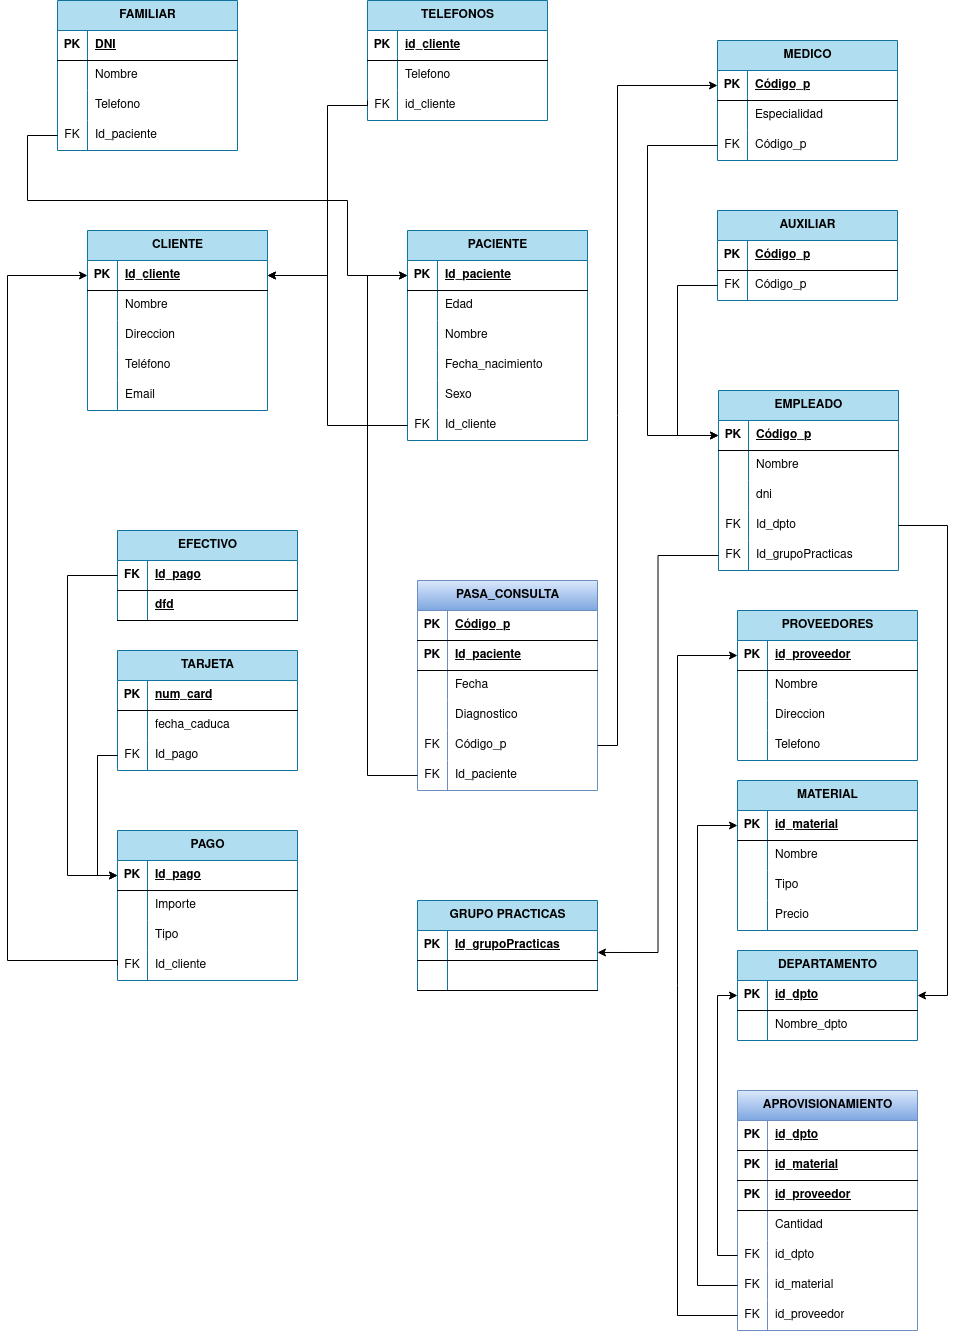 FAMILIAR
PK DNI
Nombre
Telefono
FK Id_paciente
TELEFONOS
PK id_cliente
Telefono
FK id_cliente
MEDICO
PK Código_p
Especialidad
FK Código_p
AUXILIAR
PK Código_p
FK Código_p
CLIENTE
PK Id_cliente
Nombre
Direccion
Teléfono
Email
PACIENTE
PK Id_paciente
Edad
Nombre
Fecha_nacimiento
Sexo
FK Id_cliente
EMPLEADO
PK Código_p
Nombre
dni
FK Id_dpto
FK Id_grupoPracticas
EFECTIVO
FK Id_pago
dfd
TARJETA
PK num_card
fecha_caduca
FK Id_pago
PAGO
PK Id_pago
Importe
Tipo
FK Id_cliente
PASA_CONSULTA
PK Código_p
PK Id_paciente
Fecha
Diagnostico
FK Código_p
FK Id_paciente
GRUPO PRACTICAS
PK Id_grupoPracticas
PROVEEDORES
PK id_proveedor
Nombre
Direccion
Telefono
MATERIAL
PK id_material
Nombre
Tipo
Precio
DEPARTAMENTO
PK id_dpto
Nombre_dpto
APROVISIONAMIENTO
PK id_dpto
PK id_material
PK id_proveedor
Cantidad
FK id_dpto
FK id_material
FK id_proveedor